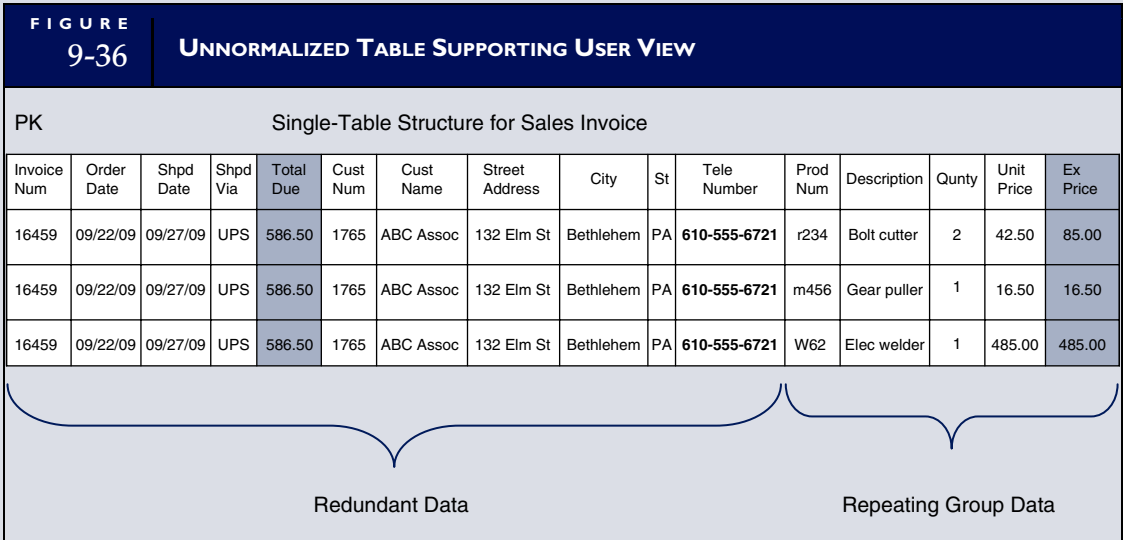 FIGURE
9-36
UNNORMALIZED TABLE SUPPORTING USER VIEW
PK Single-Table Structure for Sales Invoice
Invoice Num Order Date Shpd Date Shpd Via Total Due Cust Num Cust Name Street Address City St Tele Number Prod Num Description Qunty Unit Price Ex Price
16459 09/22/09 09/27/09 UPS 586.50 1765 ABC Assoc 132 Elm St Bethlehem PA 610-555-6721 r234 Bolt cutter 2 42.50 85.00
16459 09/22/09 09/27/09 UPS 586.50 1765 ABC Assoc 132 Elm St Bethlehem PA 610-555-6721 m456 Gear puller 1 16.50 16.50
16459 09/22/09 09/27/09 UPS 586.50 1765 ABC Assoc 132 Elm St Bethlehem PA 610-555-6721 W62 Elec welder 1 485.00 485.00
Redundant Data Repeating Group Data